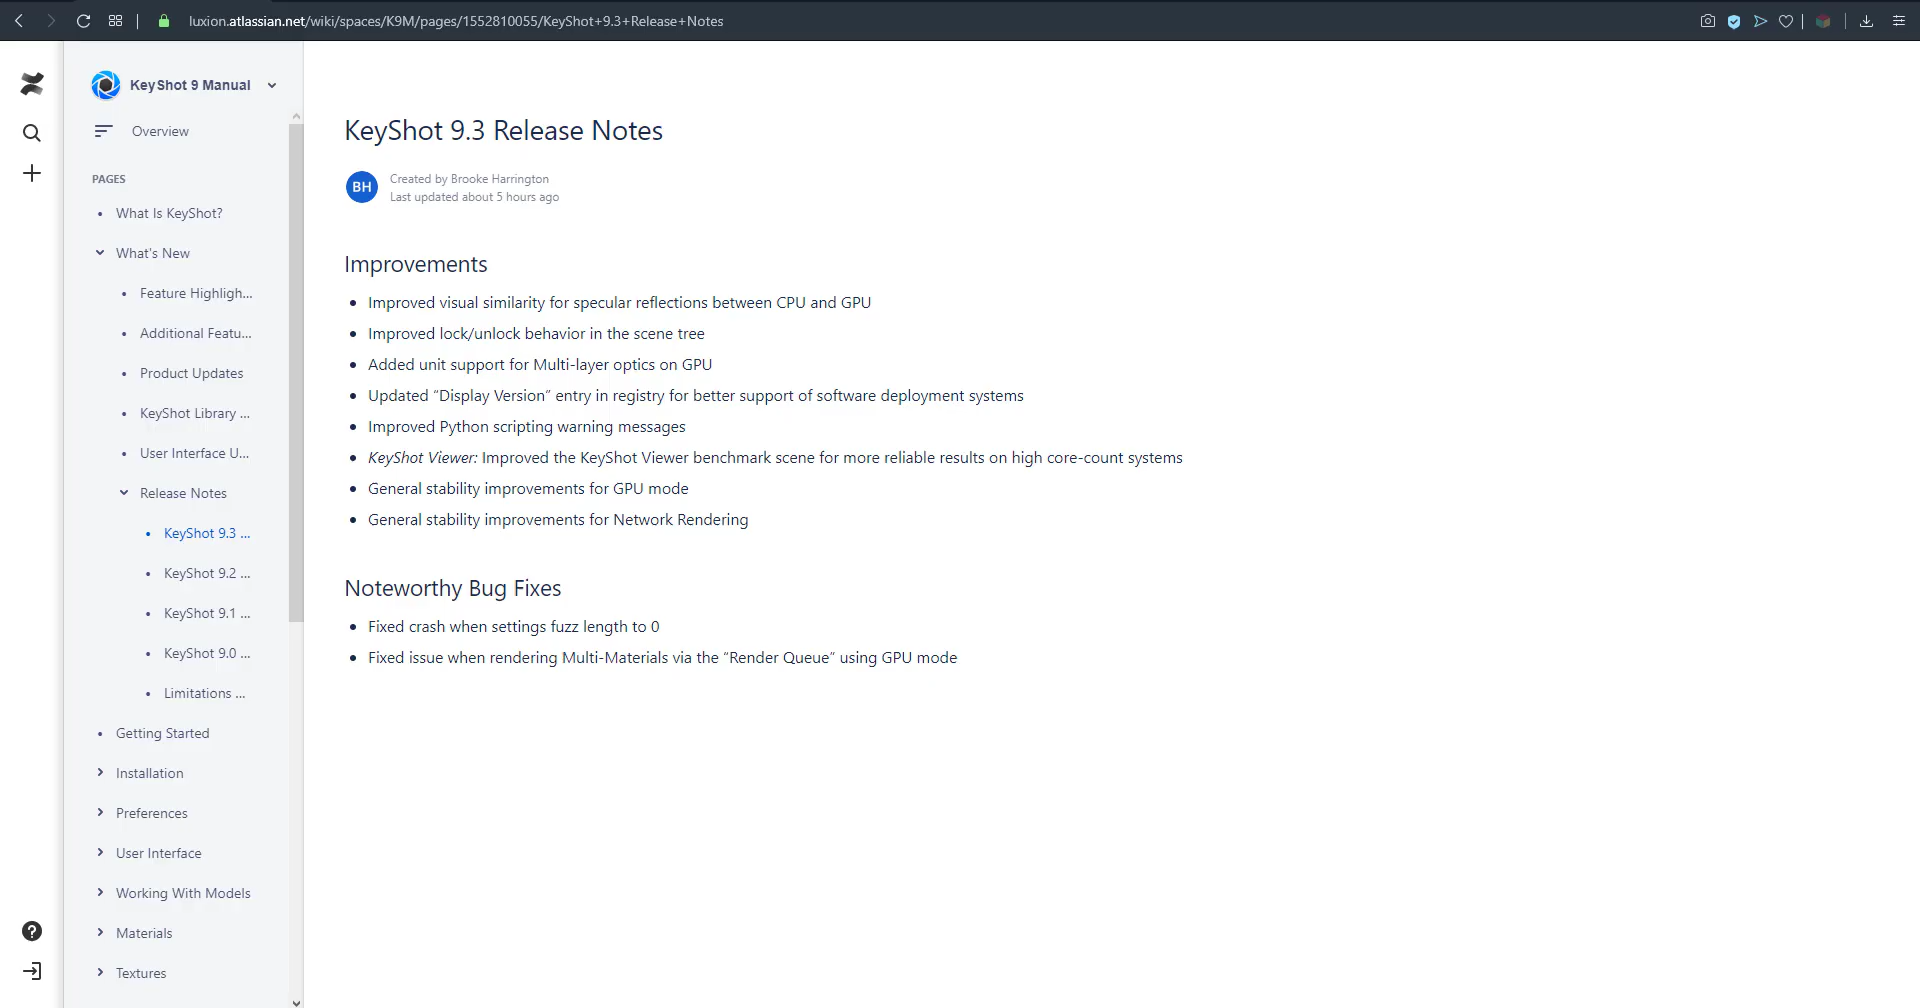 luxion.atlassian.net/wiki/spaces/K9M/pages/1552810055/KeyShot+9.3+Release+Notes
KeyShot 9 Manual
Overview
PAGES
What Is KeyShot?
What's New
Feature Highligh...
Additional Featu...
Product Updates
KeyShot Library ...
User Interface U...
Release Notes
KeyShot 9.3 ...
KeyShot 9.2 ...
KeyShot 9.1 ...
KeyShot 9.0 ...
Limitations ...
Getting Started
Installation
Preferences
User Interface
Working With Models
Materials
Textures
KeyShot 9.3 Release Notes
BH
Created by Brooke Harrington
Last updated about 5 hours ago
Improvements
Improved visual similarity for specular reflections between CPU and GPU
Improved lock/unlock behavior in the scene tree
Added unit support for Multi-layer optics on GPU
Updated “Display Version” entry in registry for better support of software deployment systems
Improved Python scripting warning messages
KeyShot Viewer: Improved the KeyShot Viewer benchmark scene for more reliable results on high core-count systems
General stability improvements for GPU mode
General stability improvements for Network Rendering
Noteworthy Bug Fixes
Fixed crash when settings fuzz length to 0
Fixed issue when rendering Multi-Materials via the “Render Queue” using GPU mode